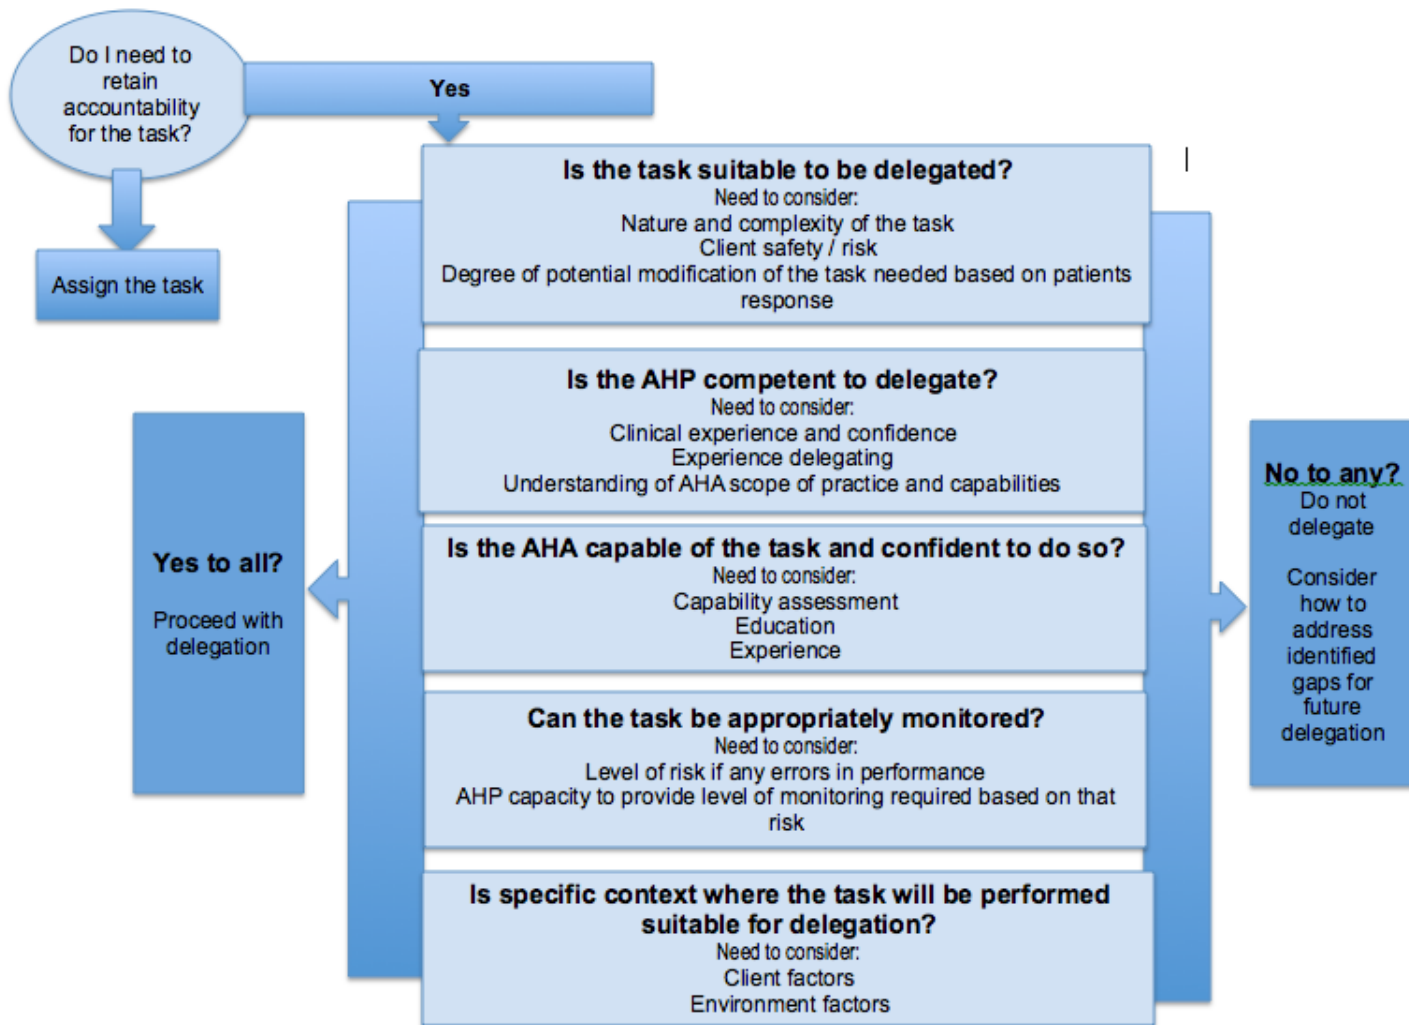 Do I need to
retain
accountability
for the task?
Yes
Assign the task
Is the task suitable to be delegated?
Need to consider:
Nature and complexity of the task
Client safety / risk
Degree of potential modification of the task needed based on patients
response
Is the AHP competent to delegate?
Need to consider:
Clinical experience and confidence
Experience delegating
Understanding of AHA scope of practice and capabilities
Is the AHA capable of the task and confident to do so?
Need to consider:
Capability assessment
Education
Experience
Can the task be appropriately monitored?
Need to consider:
Level of risk if any errors in performance
AHP capacity to provide level of monitoring required based on that
risk
Is specific context where the task will be performed
suitable for delegation?
Need to consider:
Client factors
Environment factors
Yes to all?
Proceed with
delegation
No to any?
Do not
delegate
Consider
how to
address
identified
gaps for
future
delegation